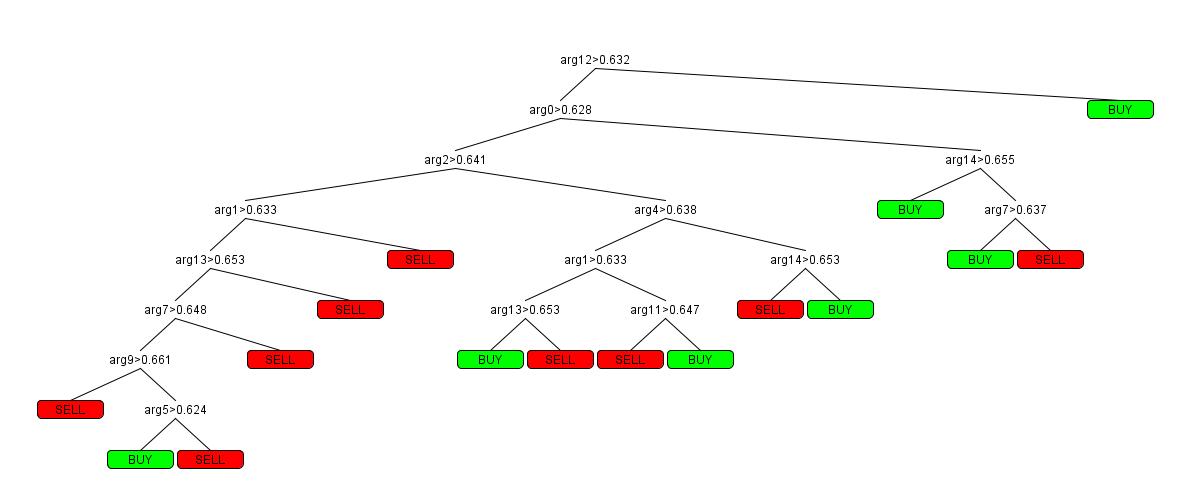 arg12>0.632
BUY
arg0>0.628
arg2>0.641
arg14>0.655
arg1>0.633
arg4>0.638
BUY
arg7>0.637
arg13>0.653
SELL
arg1>0.633
arg14>0.653
BUY
SELL
arg7>0.648
SELL
arg13>0.653
arg11>0.647
SELL
BUY
arg9>0.661
SELL
BUY
SELL
SELL
BUY
SELL
arg5>0.624
BUY
SELL